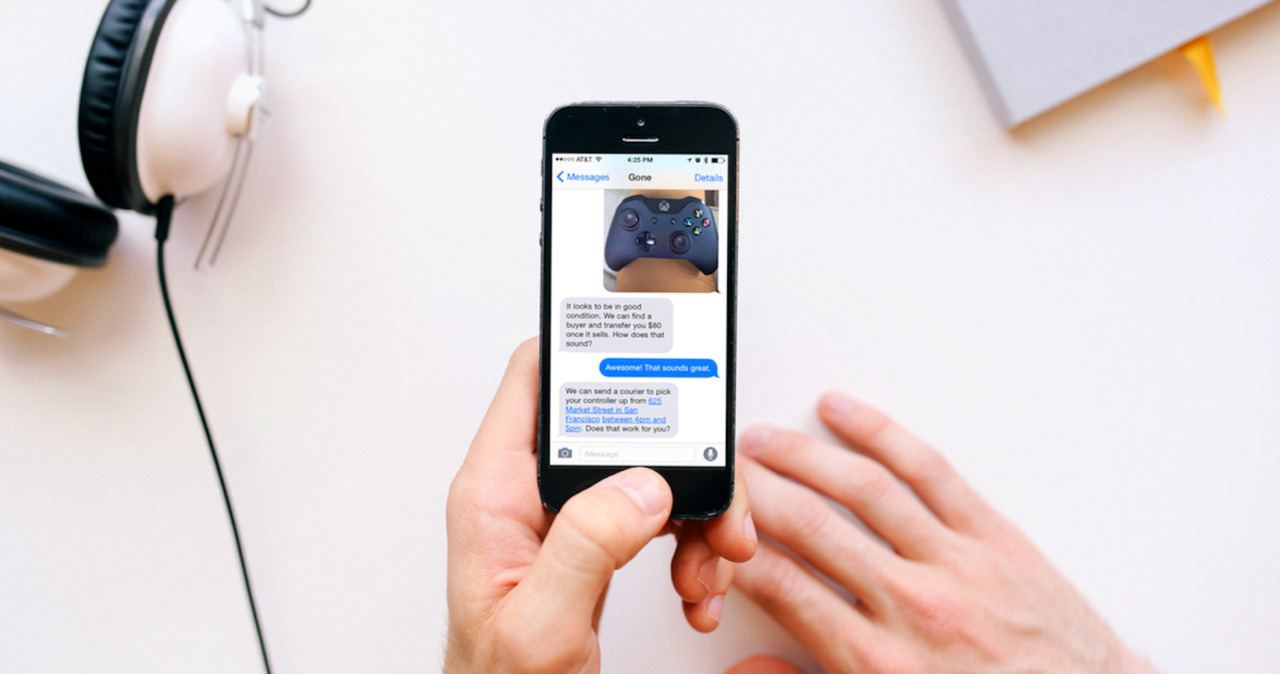 AT&T 4:25 PM
Messages Gone Details
It looks to be in good
condition. We can find a
buyer and transfer you $80
once it sells. How does that
sound?
Awesome! That sounds great.
We can send a courier to pick
your controller up from 625
Market Street in San
Francisco between 4pm and
5pm. Does that work for you?
iMessage